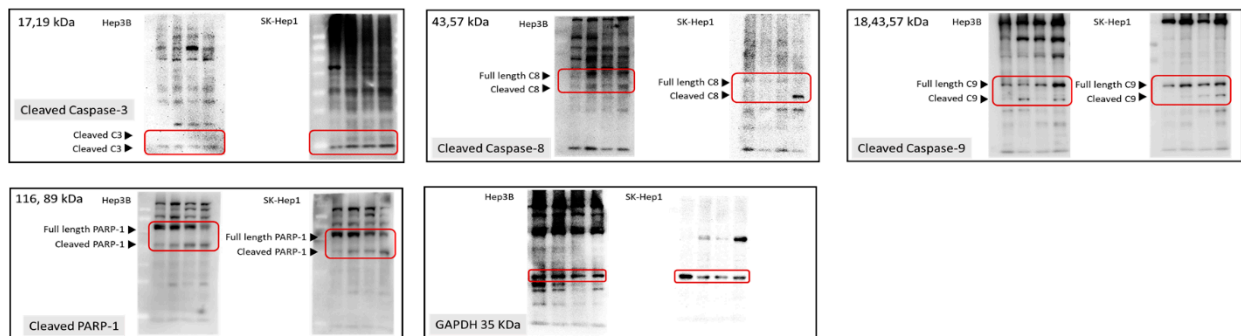 17,19 kDa
Hep3B
SK-Hep1
Cleaved Caspase-3
Cleaved C3
Cleaved C3
43,57 kDa
Hep3B
SK-Hep1
Full length C8
Cleaved C8
Full length C8
Cleaved C8
Cleaved Caspase-8
18,43,57 kDa
Hep3B
SK-Hep1
Full length C9
Cleaved C9
Full length C9
Cleaved C9
Cleaved Caspase-9
116, 89 kDa
Hep3B
SK-Hep1
Full length PARP-1
Cleaved PARP-1
Full length PARP-1
Cleaved PARP-1
Cleaved PARP-1
Hep3B
SK-Hep1
GAPDH 35 KDa